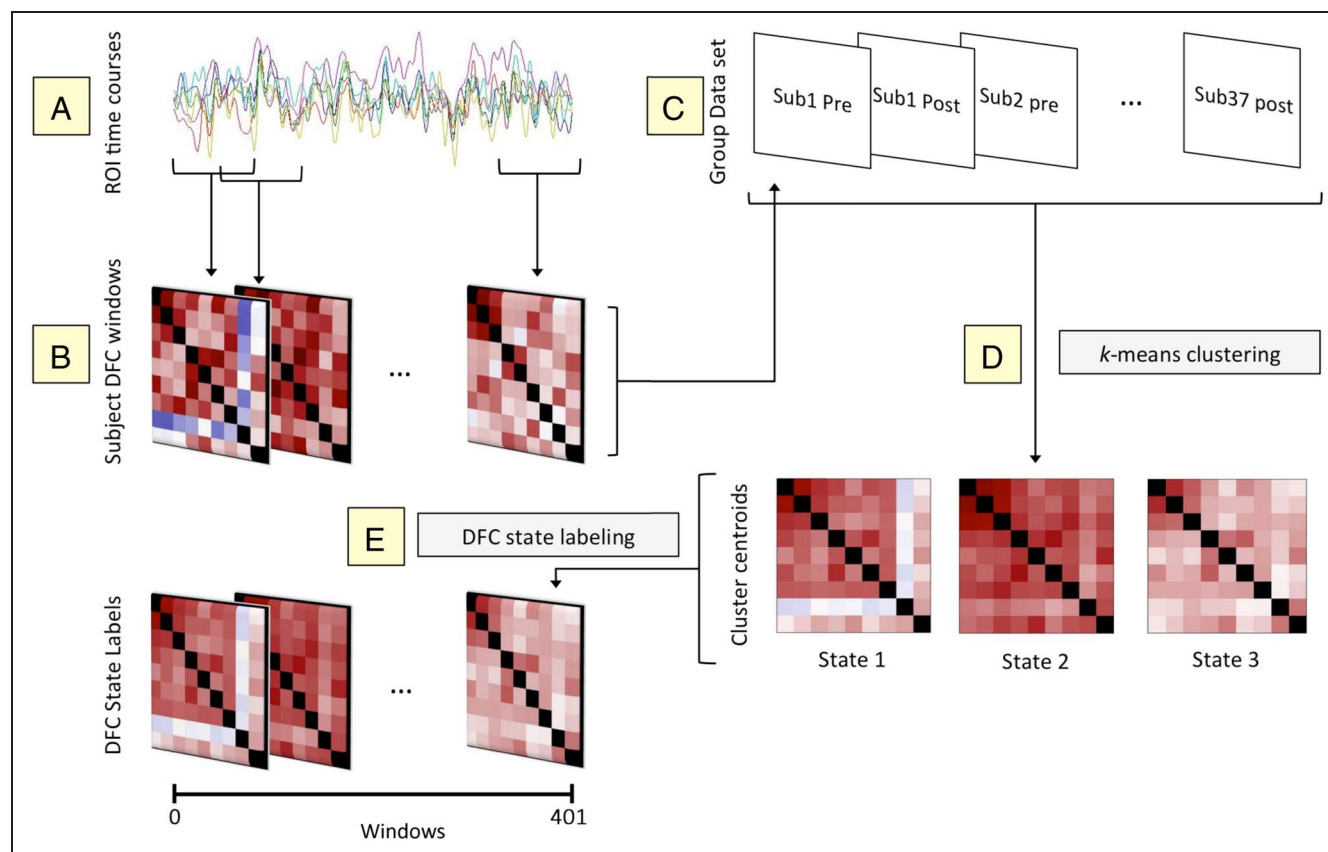 A
ROI time courses
C
Group Data set
Sub1 Pre
Sub1 Post
Sub2 pre
...
Sub37 post
B
Subject DFC windows
...
D
k-means clustering
E
DFC state labeling
Cluster centroids
State 1
State 2
State 3
DFC State Labels
...
0
401
Windows